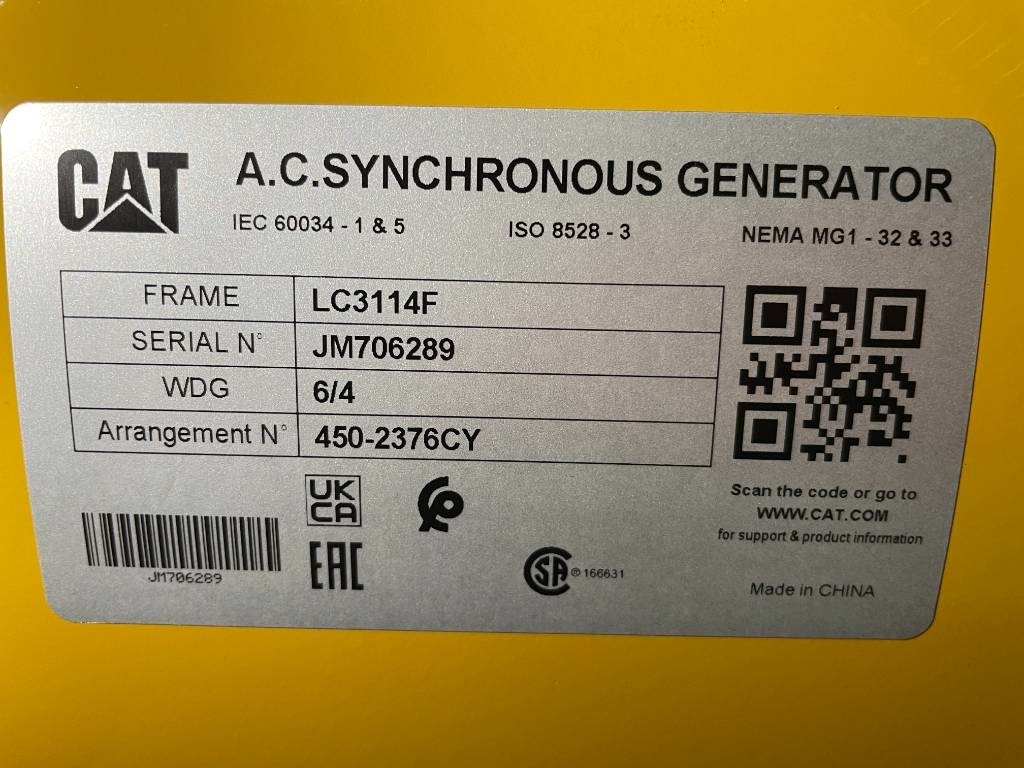 CAT
A.C.SYNCHRONOUS GENERATOR
IEC 60034 - 1 & 5 ISO 8528 - 3 NEMA MG1 - 32 & 33
FRAME LC3114F
SERIAL N° JM706289
WDG 6/4
Arrangement N° 450-2376CY
Scan the code or go to
WWW.CAT.COM
for support & product information
JM706289
UK
CA
EAC
SA ® 166631
Made in CHINA